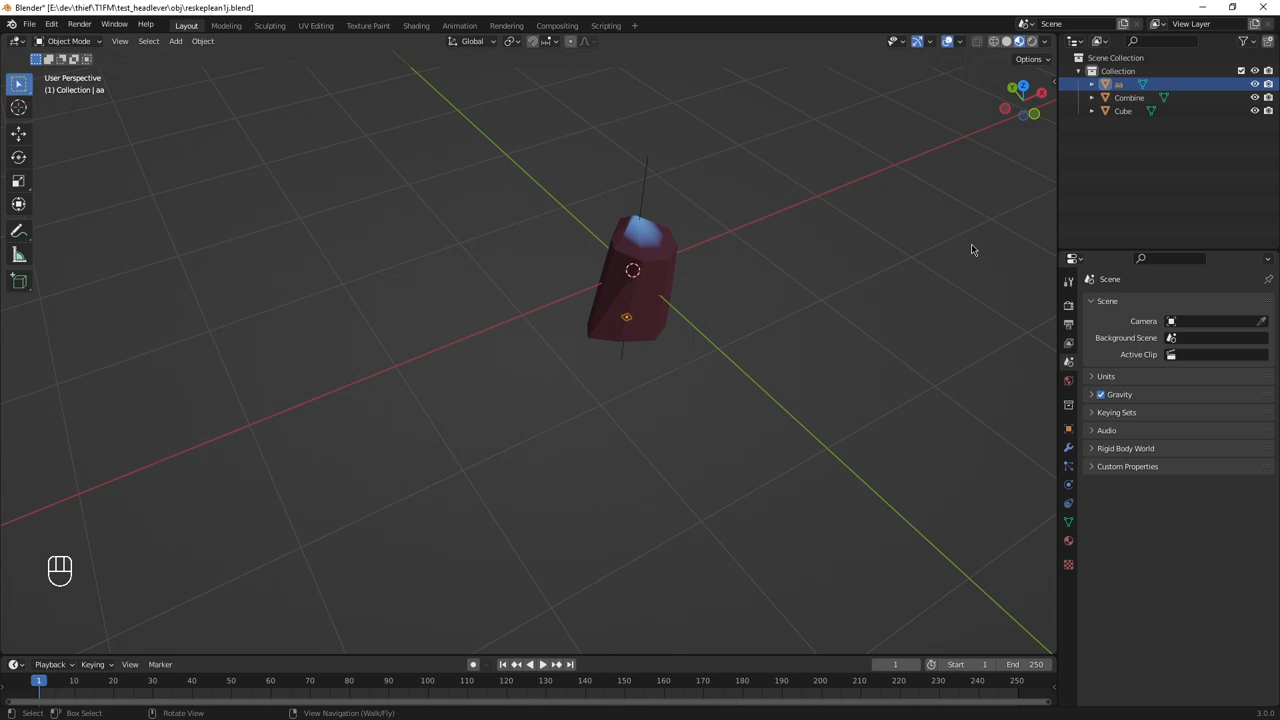 Blender* [E:\dev\thief\T1FM\test_headlever\obj\reskeplean1j.blend]
File Edit Render Window Help Layout Modeling Sculpting UV Editing Texture Paint Shading Animation Rendering Compositing Scripting + Scene View Layer
Object Mode View Select Add Object Global
Options
User Perspective
(1) Collection | aa
Scene Collection
Collection
aa
Combine
Cube
Z
Y
X
Scene
Scene
Camera
Background Scene
Active Clip
Units
Gravity
Keying Sets
Audio
Rigid Body World
Custom Properties
Playback Keying View Marker 1 Start 1 End 250
1 10 20 30 40 50 60 70 80 90 100 110 120 130 140 150 160 170 180 190 200 210 220 230 240 250
Select Box Select Rotate View View Navigation (Walk/Fly) 3.0.0